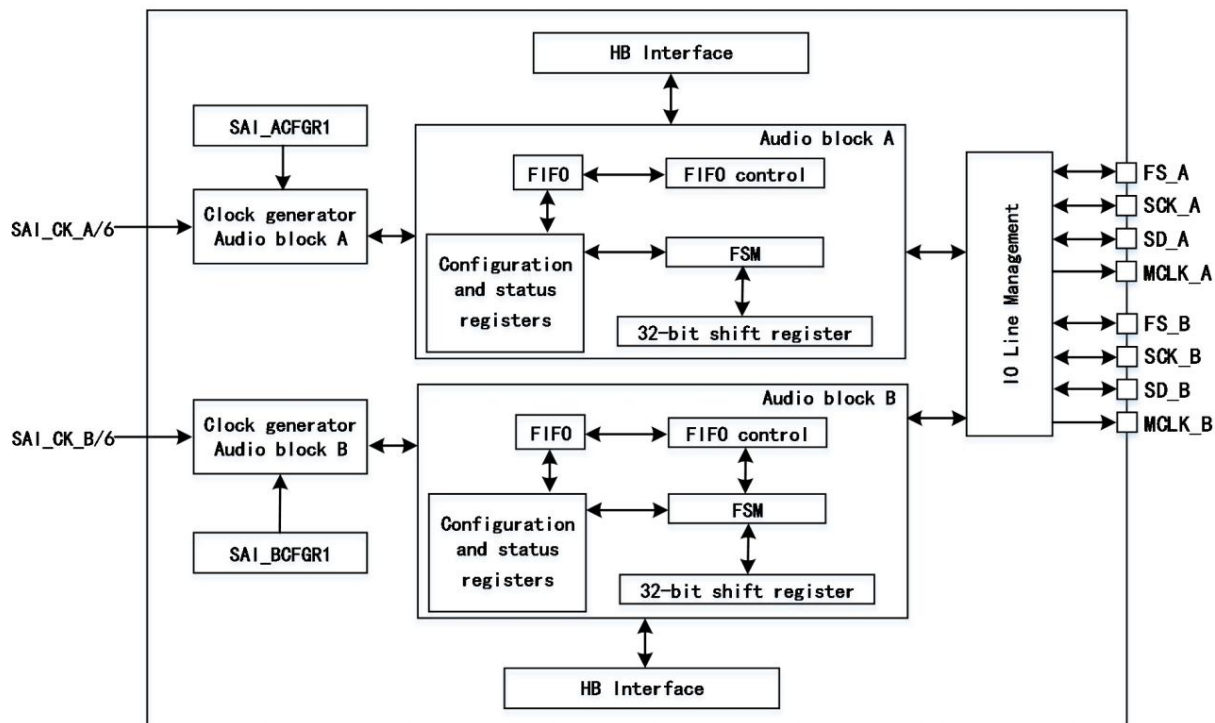 HB Interface
SAI_ACFGR1
SAI_CK_A/6
Clock generator
Audio block A
Audio block A
FIFO
FIFO control
Configuration
and status
registers
FSM
32-bit shift register
IO Line Management
FS_A
SCK_A
SD_A
MCLK_A
FS_B
SCK_B
SD_B
MCLK_B
SAI_CK_B/6
Clock generator
Audio block B
SAI_BCFGR1
Audio block B
FIFO
FIFO control
Configuration
and status
registers
FSM
32-bit shift register
HB Interface